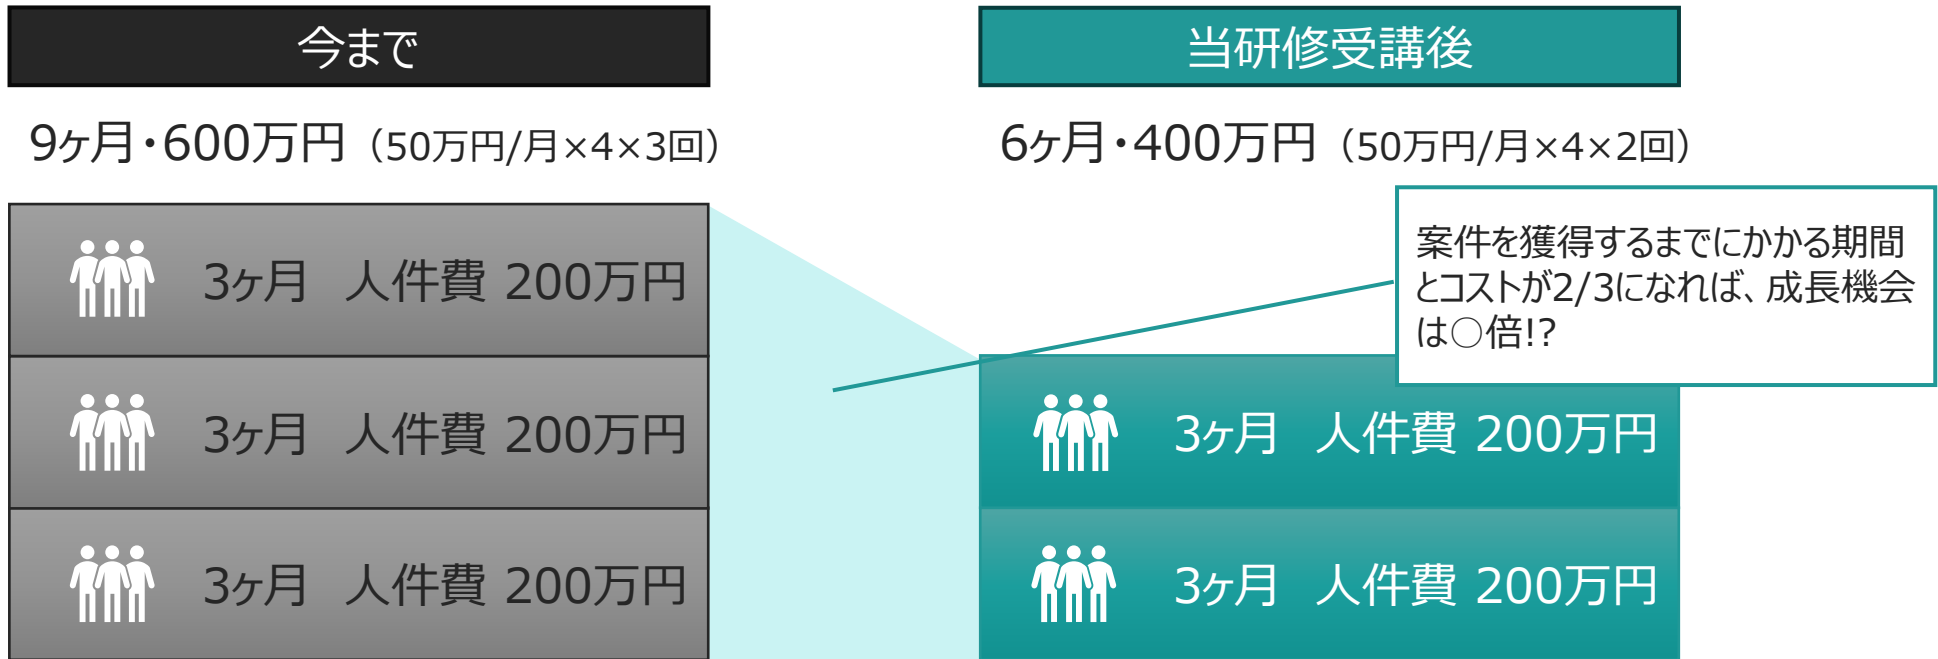 今まで
9ヶ月・600万円（50万円/月×4×3回）
3ヶ月 人件費 200万円
3ヶ月 人件費 200万円
3ヶ月 人件費 200万円
当研修受講後
6ヶ月・400万円（50万円/月×4×2回）
案件を獲得するまでにかかる期間
とコストが2/3になれば、成長機会
は○倍!?
3ヶ月 人件費 200万円
3ヶ月 人件費 200万円